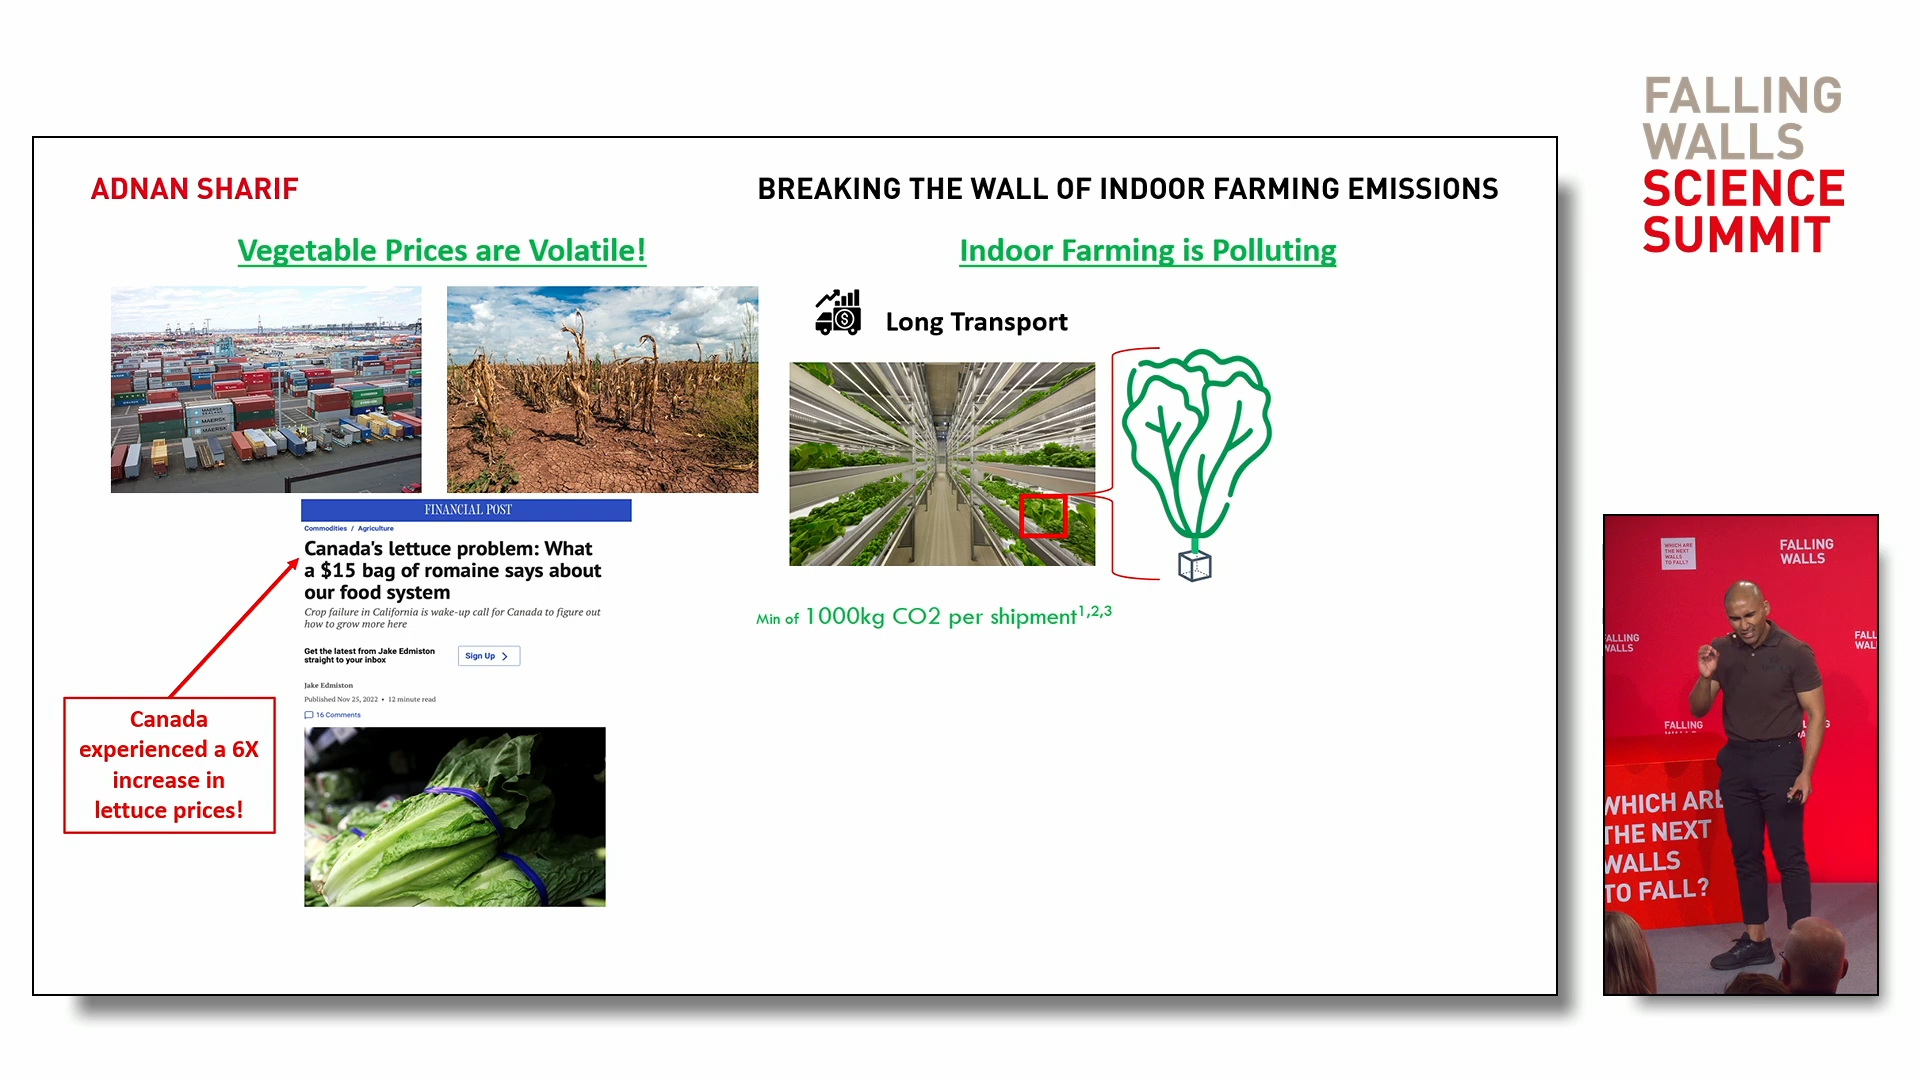 FALLING
WALLS
SCIENCE
SUMMIT
ADNAN SHARIF
BREAKING THE WALL OF INDOOR FARMING EMISSIONS
Vegetable Prices are Volatile!
Indoor Farming is Polluting
Long Transport
FINANCIAL POST
Commodities / Agriculture
Canada's lettuce problem: What
a $15 bag of romaine says about
our food system
Crop failure in California is wake-up call for Canada to figure out
how to grow more here
Get the latest from Jake Edmiston
straight to your inbox
Sign Up
Jake Edmiston
Published Nov 25, 2022 • 12 minute read
16 Comments
Canada
experienced a 6X
increase in
lettuce prices!
Min of 1000kg CO2 per shipment1,2,3
MAERSK
MAERSK
MAERSK
WHICH ARE
THE NEXT
WALLS
TO FALL?
FALLING
WALLS
FALLING
WALLS
FALLING
WHICH ARE
THE NEXT
WALLS
TO FALL?